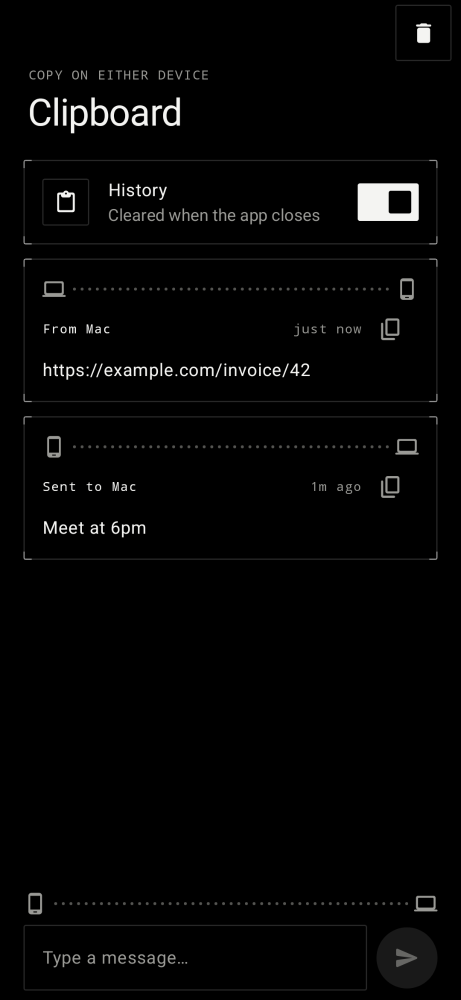 COPY ON EITHER DEVICE
Clipboard
History
Cleared when the app closes
From Mac
just now
https://example.com/invoice/42
Sent to Mac
1m ago
Meet at 6pm
Type a message…